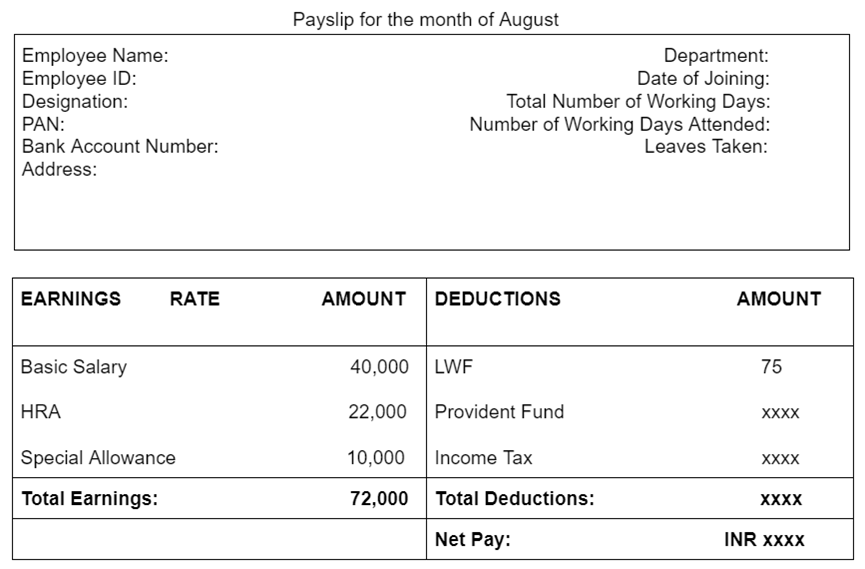 Payslip for the month of August
Employee Name: Department:
Employee ID: Date of Joining:
Designation: Total Number of Working Days:
PAN: Number of Working Days Attended:
Bank Account Number: Leaves Taken:
Address:
EARNINGS RATE AMOUNT DEDUCTIONS AMOUNT
Basic Salary 40,000 LWF 75
HRA 22,000 Provident Fund xxxx
Special Allowance 10,000 Income Tax xxxx
Total Earnings: 72,000 Total Deductions: xxxx
Net Pay: INR xxxx